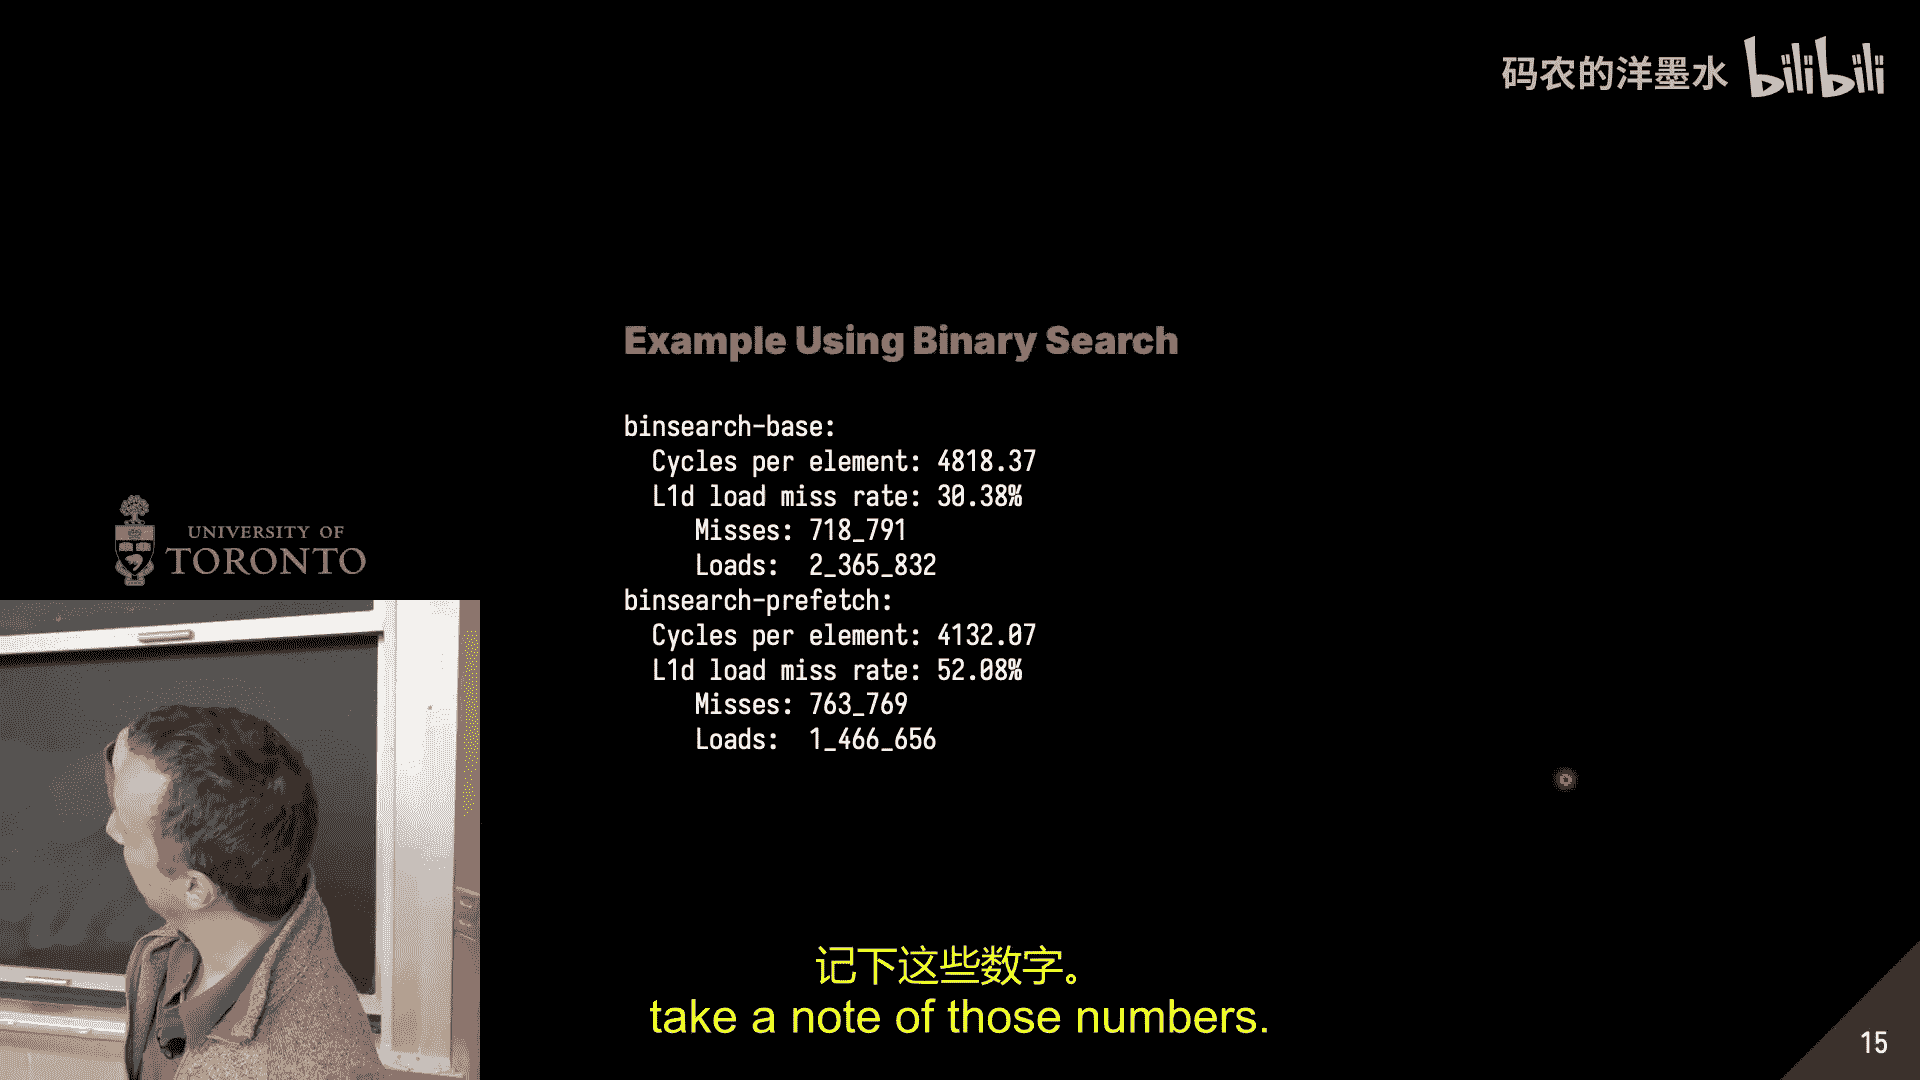 码农的洋墨水 bilibili
Example Using Binary Search
binsearch-base:
Cycles per element: 4818.37
L1d load miss rate: 30.38%
Misses: 718_791
Loads: 2_365_832
binsearch-prefetch:
Cycles per element: 4132.07
L1d load miss rate: 52.08%
Misses: 763_769
Loads: 1_466_656
UNIVERSITY OF
TORONTO
记下这些数字。
take a note of those numbers.
15